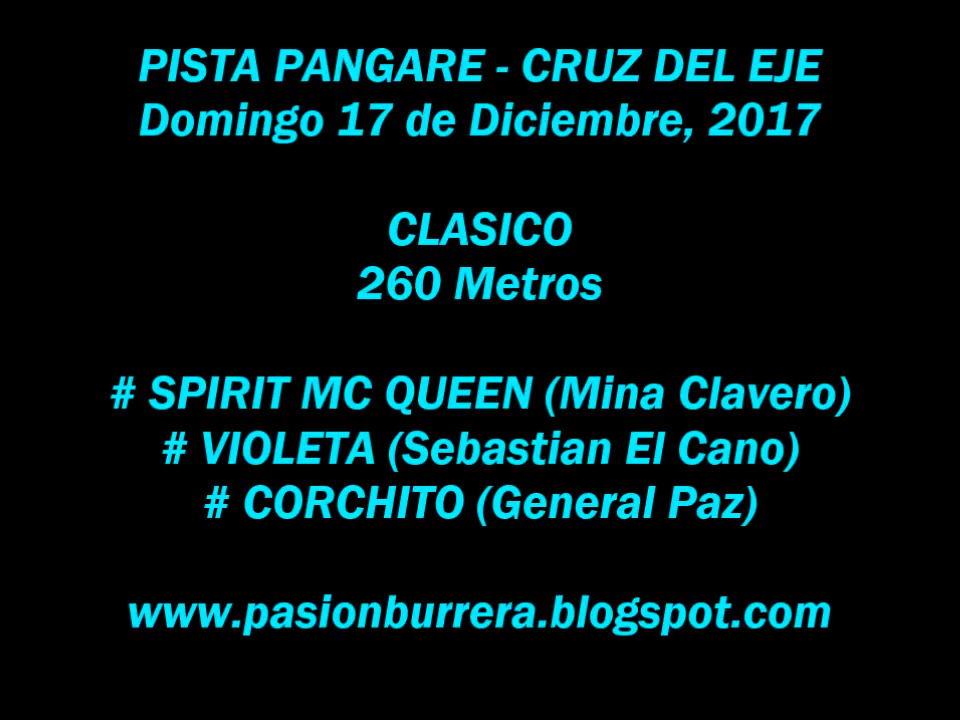 PISTA PANGARE - CRUZ DEL EJE
Domingo 17 de Diciembre, 2017
CLASICO
260 Metros
# SPIRIT MC QUEEN (Mina Clavero)
# VIOLETA (Sebastian El Cano)
# CORCHITO (General Paz)
www.pasionburrera.blogspot.com